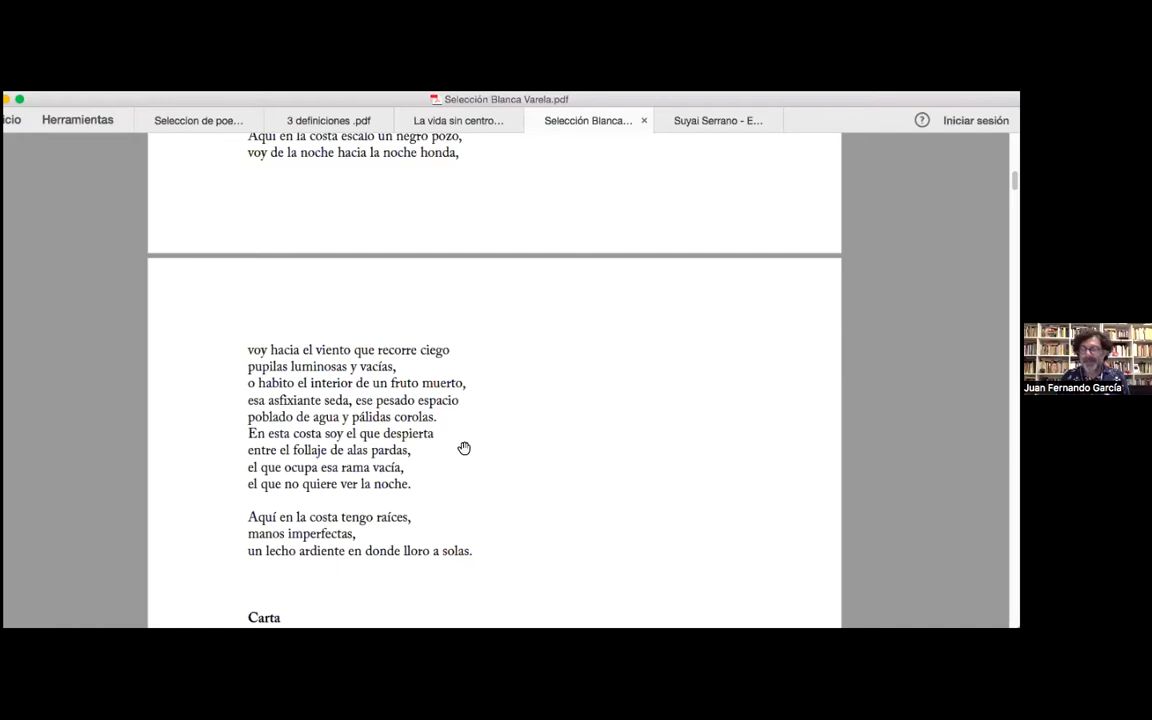 Selección Blanca Varela.pdf
icio
Herramientas
Seleccion de poe...
3 definiciones .pdf
La vida sin centro...
Selección Blanca... ×
Suyai Serrano - E...
?
Iniciar sesión
Aquí en la costa escalo un negro pozo,
voy de la noche hacia la noche honda,
voy hacia el viento que recorre ciego
pupilas luminosas y vacías,
o habito el interior de un fruto muerto,
esa asfixiante seda, ese pesado espacio
poblado de agua y pálidas corolas.
En esta costa soy el que despierta
entre el follaje de alas pardas,
el que ocupa esa rama vacía,
el que no quiere ver la noche.
Aquí en la costa tengo raíces,
manos imperfectas,
un lecho ardiente en donde lloro a solas.
Carta
Juan Fernando García